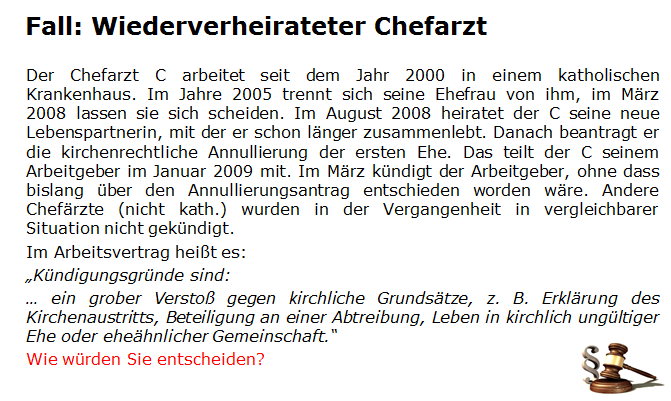 Fall: Wiederverheirateter Chefarzt
Der Chefarzt C arbeitet seit dem Jahr 2000 in einem katholischen
Krankenhaus. Im Jahre 2005 trennt sich seine Ehefrau von ihm, im März
2008 lassen sie sich scheiden. Im August 2008 heiratet der C seine neue
Lebenspartnerin, mit der er schon länger zusammenlebt. Danach beantragt er
die kirchenrechtliche Annullierung der ersten Ehe. Das teilt der C seinem
Arbeitgeber im Januar 2009 mit. Im März kündigt der Arbeitgeber, ohne dass
bislang über den Annullierungsantrag entschieden worden wäre. Andere
Chefärzte (nicht kath.) wurden in der Vergangenheit in vergleichbarer
Situation nicht gekündigt.
Im Arbeitsvertrag heißt es:
„Kündigungsgründe sind:
… ein grober Verstoß gegen kirchliche Grundsätze, z. B. Erklärung des
Kirchenaustritts, Beteiligung an einer Abtreibung, Leben in kirchlich ungültiger
Ehe oder eheähnlicher Gemeinschaft.“
Wie würden Sie entscheiden?
§